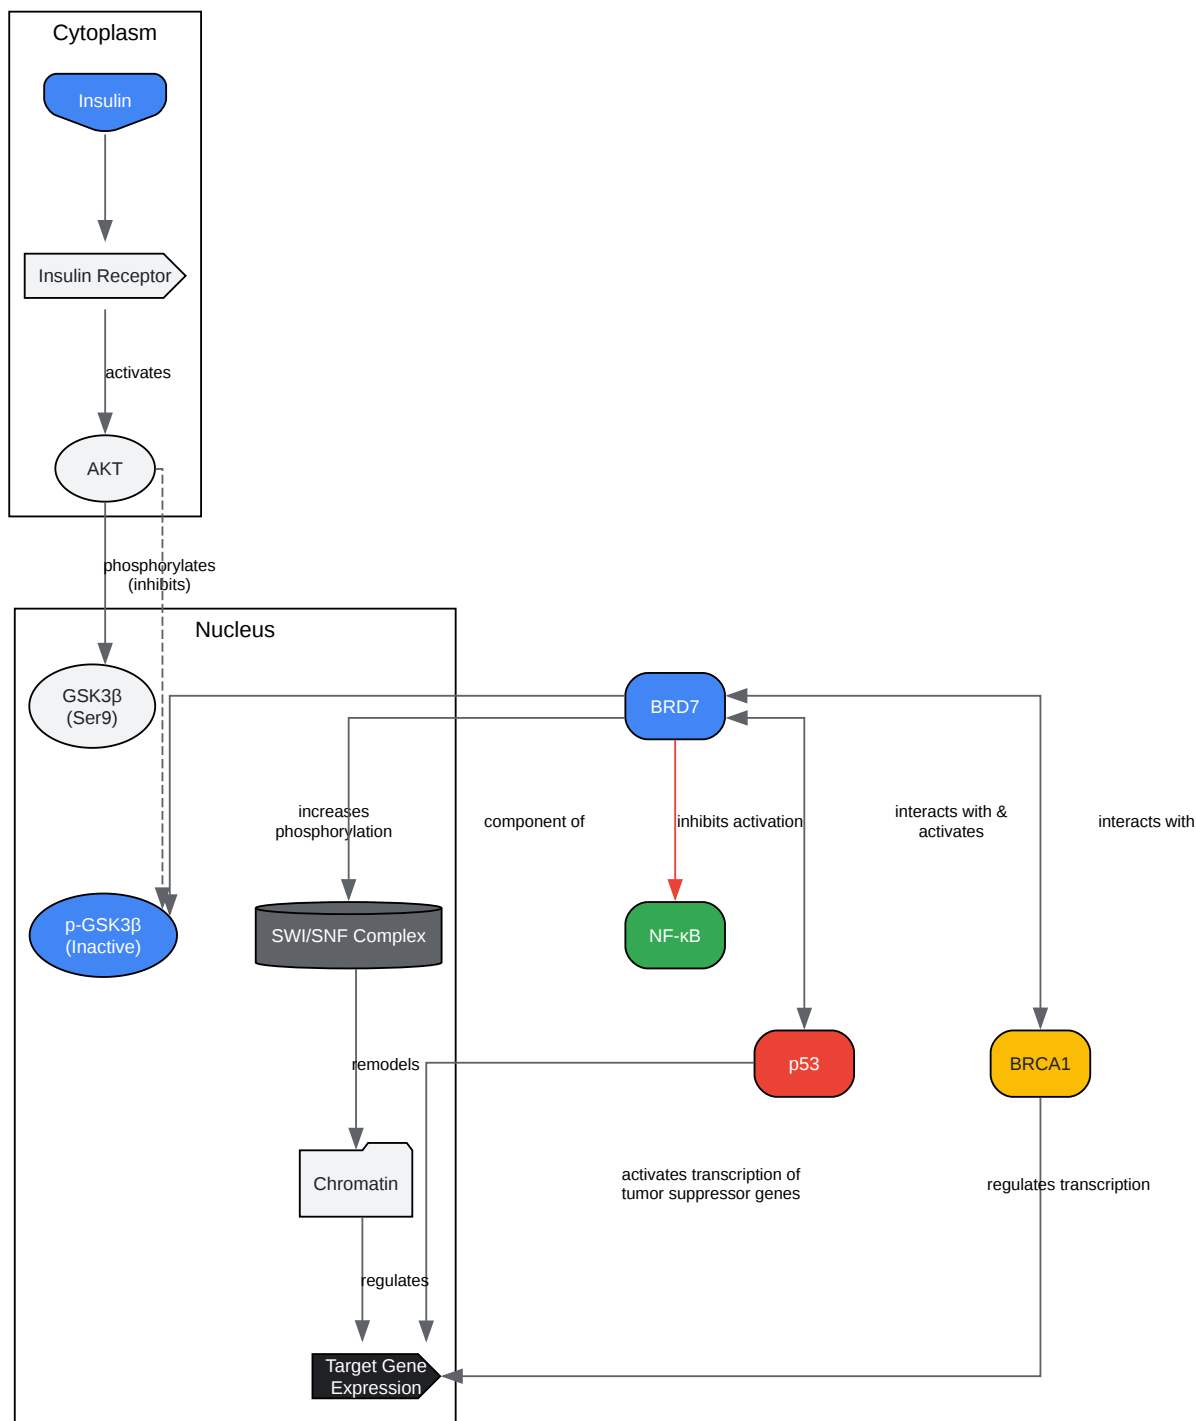 Cytoplasm
Insulin
Insulin Receptor
activates
AKT
phosphorylates
(inhibits)
Nucleus
GSK3β
(Ser9)
BRD7
increases
phosphorylation
component of
inhibits activation
interacts with &
activates
interacts with
p-GSK3β
(Inactive)
SWI/SNF Complex
NF-κB
remodels
p53
BRCA1
Chromatin
activates transcription of
tumor suppressor genes
regulates transcription
regulates
Target Gene
Expression